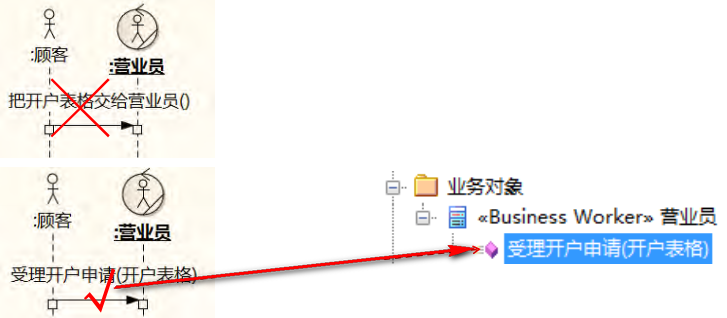 :顾客
:营业员
把开户表格交给营业员()
:顾客
:营业员
受理开户申请(开户表格)
业务对象
«Business Worker» 营业员
受理开户申请(开户表格)